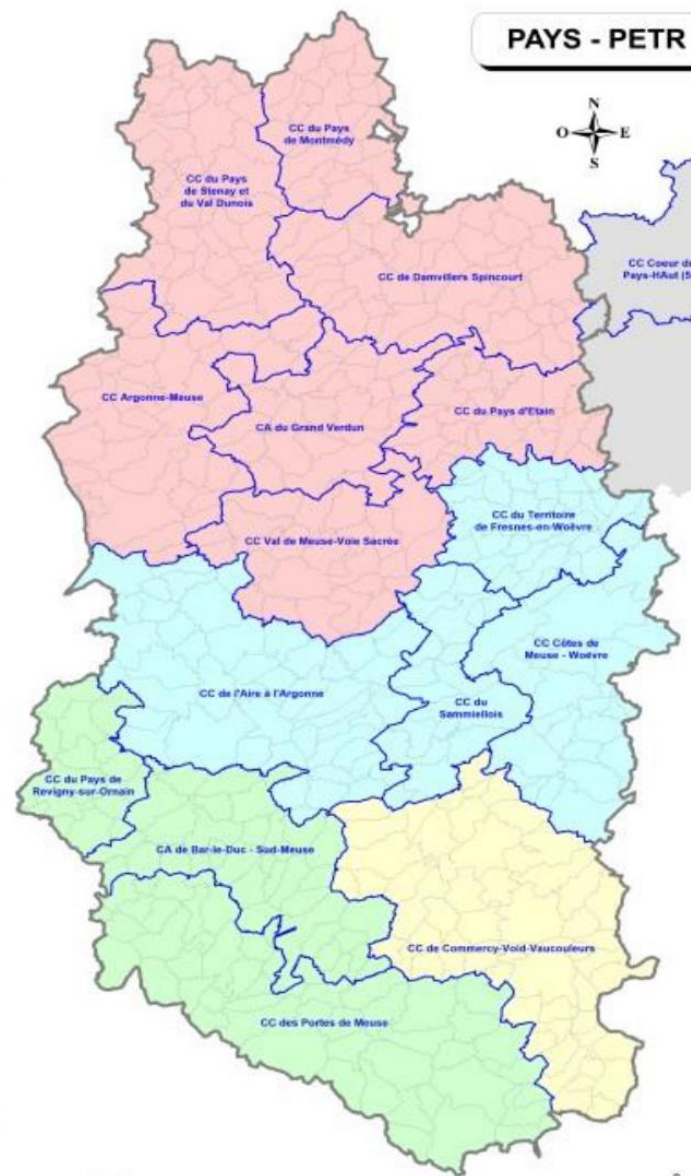 PAYS - PETR
N
O
E
S
CC du Pays
de Montmédy
CC du Pays
de Stenay et
du Val Dunois
CC de Damvillers Spincourt
CC Coeur du
Pays-HAut (5
CC Argonne-Meuse
CA du Grand Verdun
CC du Pays d'Etain
CC du Territoire
de Fresnes-en-Woëvre
CC Val de Meuse-Voie Sacrée
CC Côtes de
Meuse - Woëvre
CC de l'Aire à l'Argonne
CC du
Sammiellois
CC du Pays de
Revigny-sur-Ornain
CA de Bar-le-Duc - Sud-Meuse
CC de Commercy-Void-Vaucouleurs
CC des Portes de Meuse